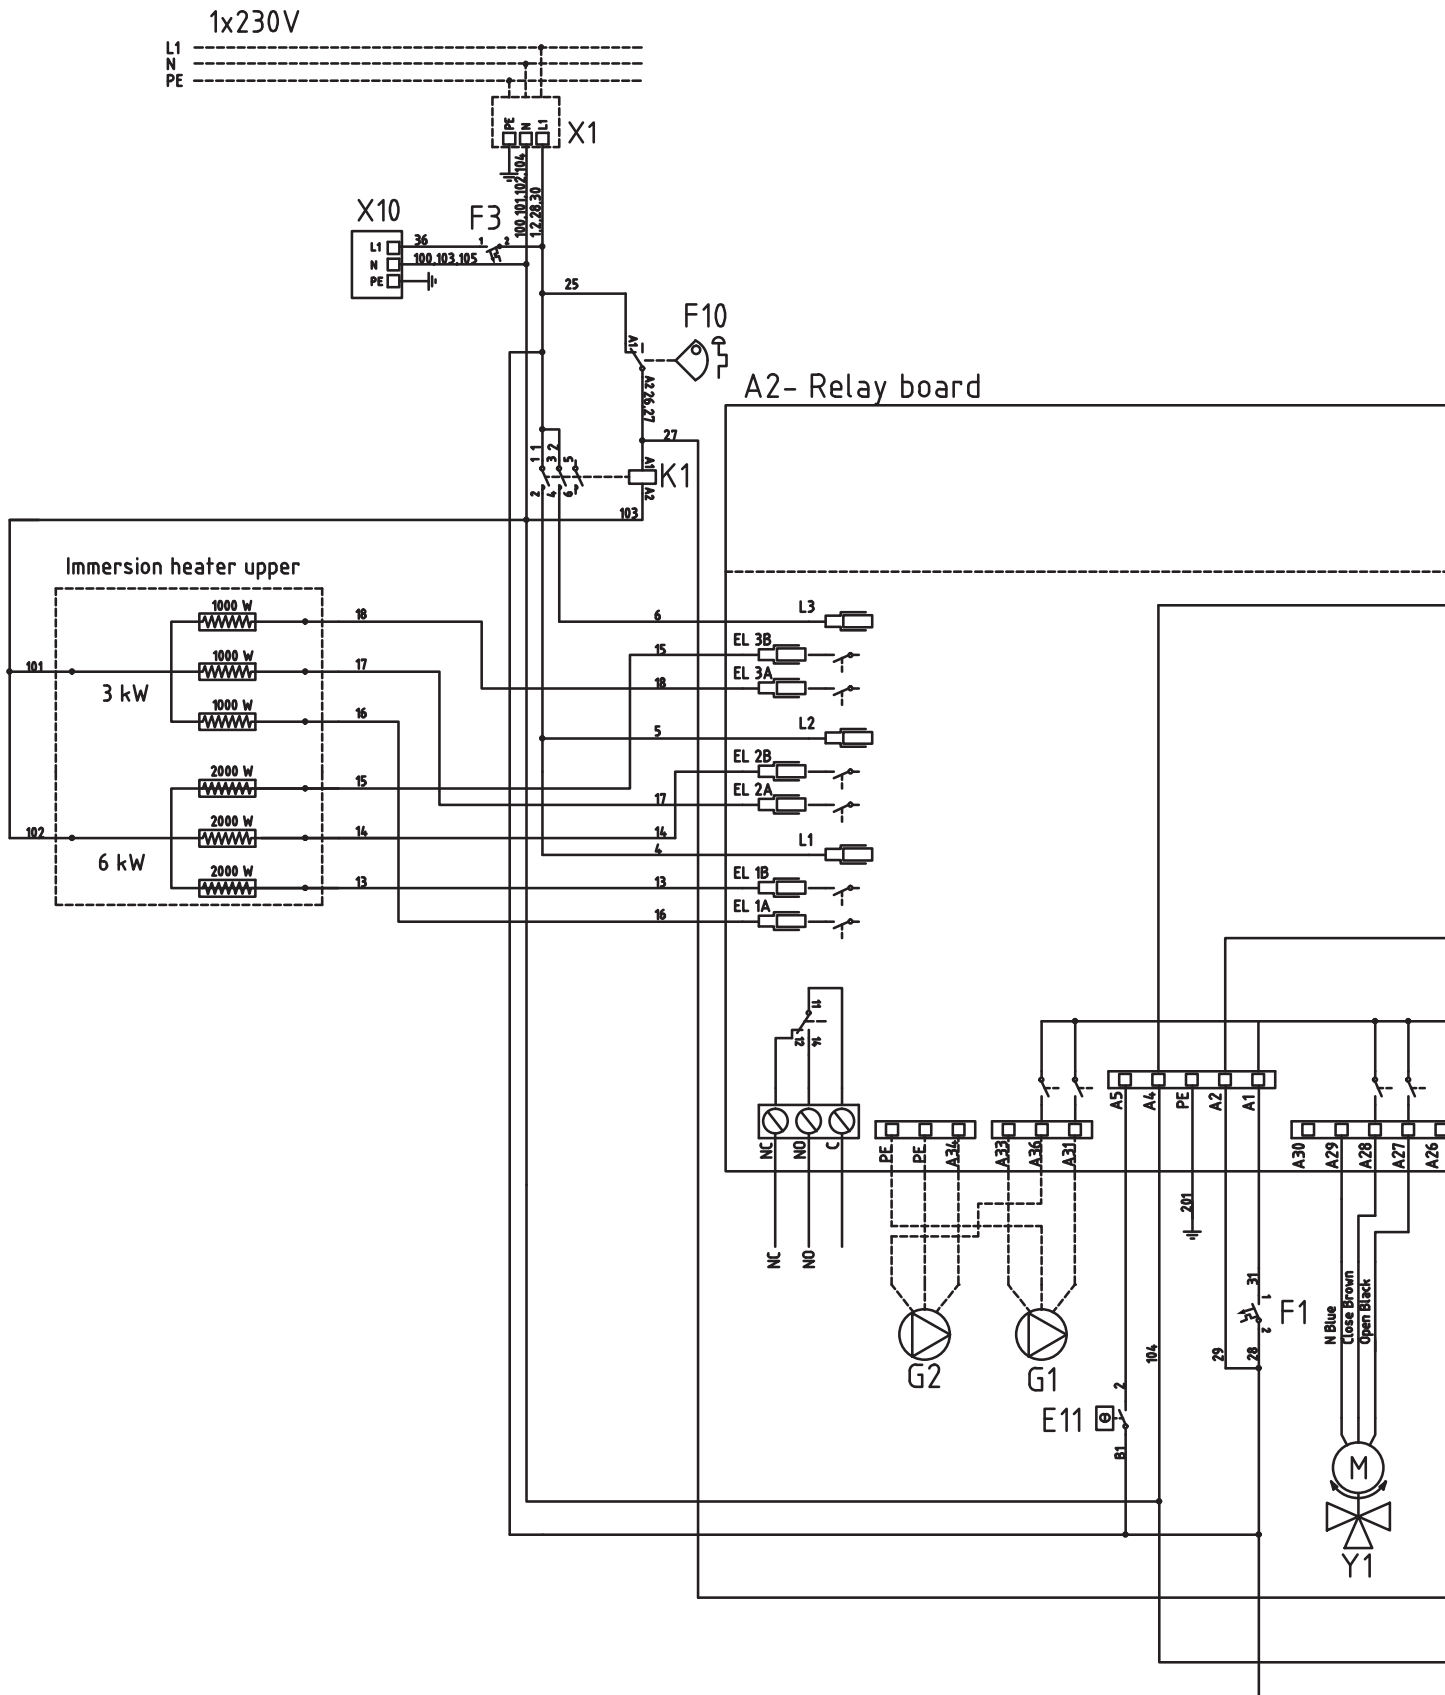 1x230V
L1
N
PE
PE N L1
X1
100.101.102.104
1.2.28.30
X10
F3
L1 36 1 2
N 100.103.105
PE
25
F10
A1
A2 26.27
A2- Relay board
27
1 1 3 2 5
A1
K1
2 4 6
A2
103
Immersion heater upper
1000 W
18
6
L3
EL 3B
15
1000 W
101
17
EL 3A
18
3 kW
1000 W
16
L2
5
EL 2B
2000 W
15
EL 2A
17
2000 W
102
14
14
4
L1
6 kW
2000 W
13
EL 1B
13
EL 1A
16
11
12 14
A5 A4 PE A2 A1
NC NO C
PE PE A34
A33 A36 A31
A30 A29 A28 A27 A26
201
NC NO
31
1
F1
2
N Blue
Close Brown
Open Black
104
29
28
G2
G1
2
E11
B1
M
Y1